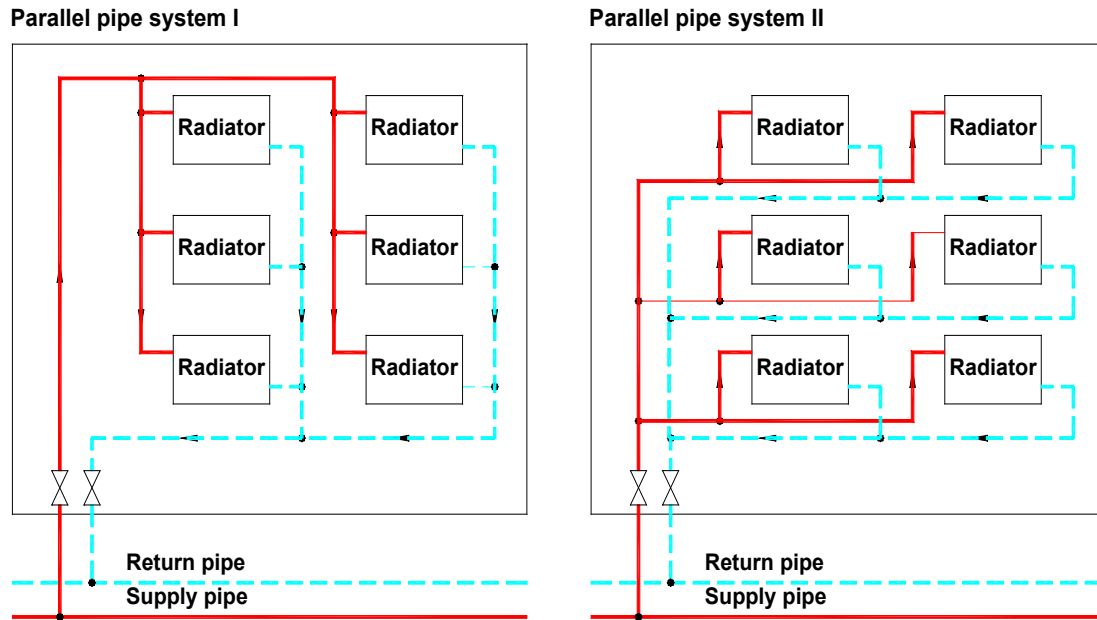 Parallel pipe system I
Radiator
Radiator
Radiator
Radiator
Radiator
Radiator
Return pipe
Supply pipe
Parallel pipe system II
Radiator
Radiator
Radiator
Radiator
Radiator
Radiator
Return pipe
Supply pipe